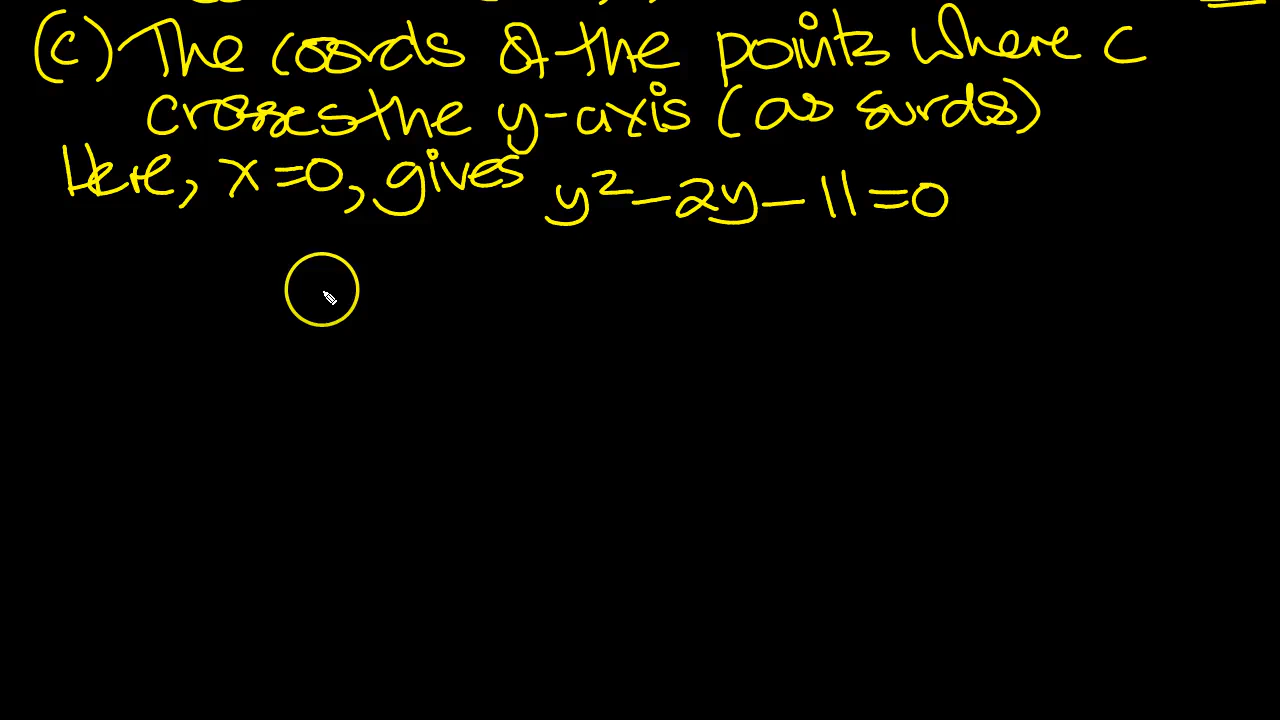 (c) The coords of the points where C
crosses the y-axis (as surds)
Here, x=0, gives y²-2y-11=0